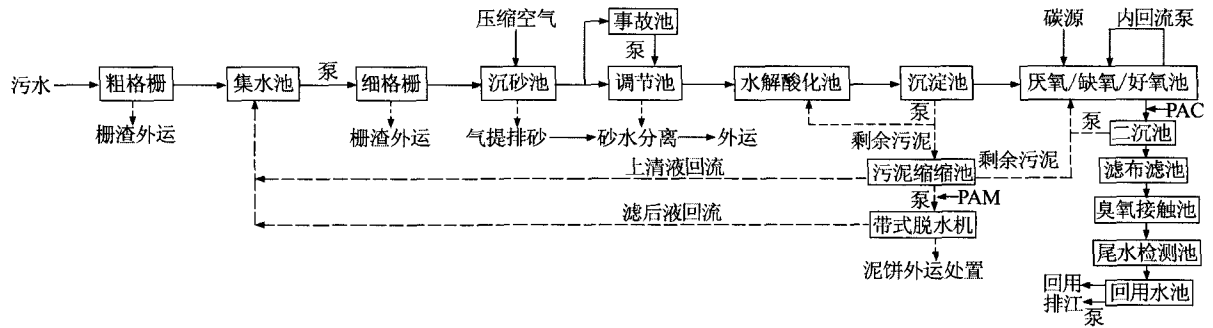 压缩空气
事故池
碳源
内回流泵
泵
污水
粗格栅
集水池
泵
细格栅
沉砂池
调节池
水解酸化池
沉淀池
厌氧/缺氧/好氧池
栅渣外运
栅渣外运
气提排砂
砂水分离
外运
泵
剩余污泥
泵
PAC
二沉池
上清液回流
污泥缩缩池
剩余污泥
滤布滤池
泵
PAM
滤后液回流
带式脱水机
臭氧接触池
泥饼外运处置
尾水检测池
回用
排江
泵
回用水池